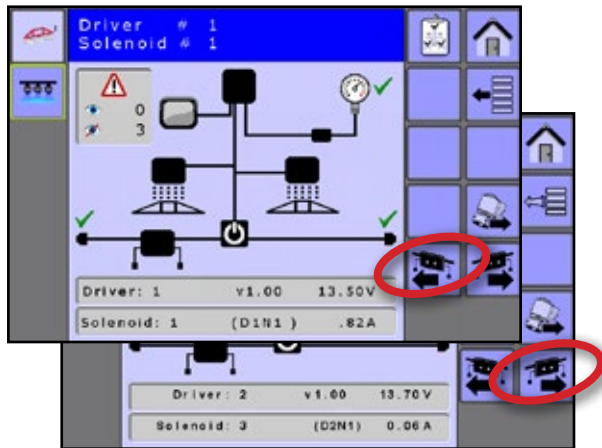 Driver # 1
Solenoid # 1
0
3
Driver: 1 v1.00 13.50V
Solenoid: 1 (D1N1 ) .82A
Driver: 2 v1.00 13.70V
Solenoid: 3 (D2N1) 0.06 A